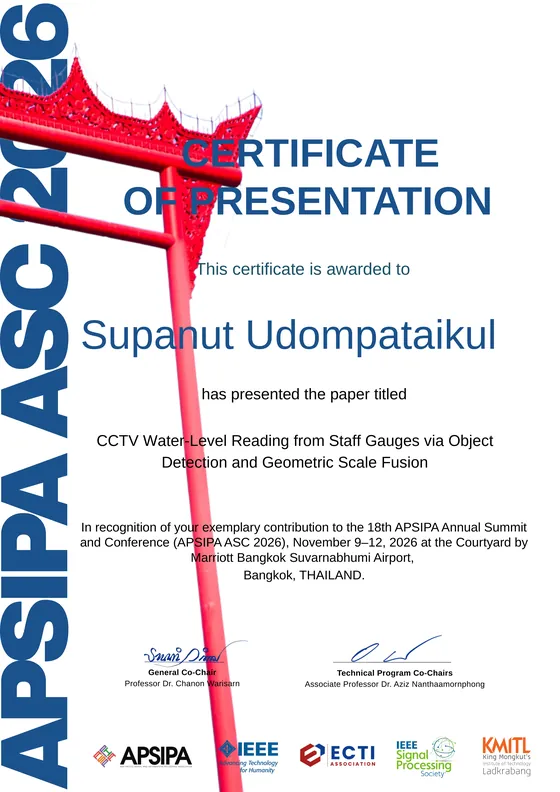 APSIPA ASC 2026
CERTIFICATE
OF PRESENTATION
This certificate is awarded to
Supanut Udompataikul
has presented the paper titled
CCTV Water-Level Reading from Staff Gauges via Object
Detection and Geometric Scale Fusion
In recognition of your exemplary contribution to the 18th APSIPA Annual Summit
and Conference (APSIPA ASC 2026), November 9–12, 2026 at the Courtyard by
Marriott Bangkok Suvarnabhumi Airport,
Bangkok, THAILAND.
General Co-Chair
Professor Dr. Chanon Warisarn
Technical Program Co-Chairs
Associate Professor Dr. Aziz Nanthaamornphong
APSIPA
IEEE
Advancing Technology
for Humanity
ECTI
ASSOCIATION
IEEE
Signal
Processing
Society
KMITL
King Mongkut's
Institute of Technology
Ladkrabang